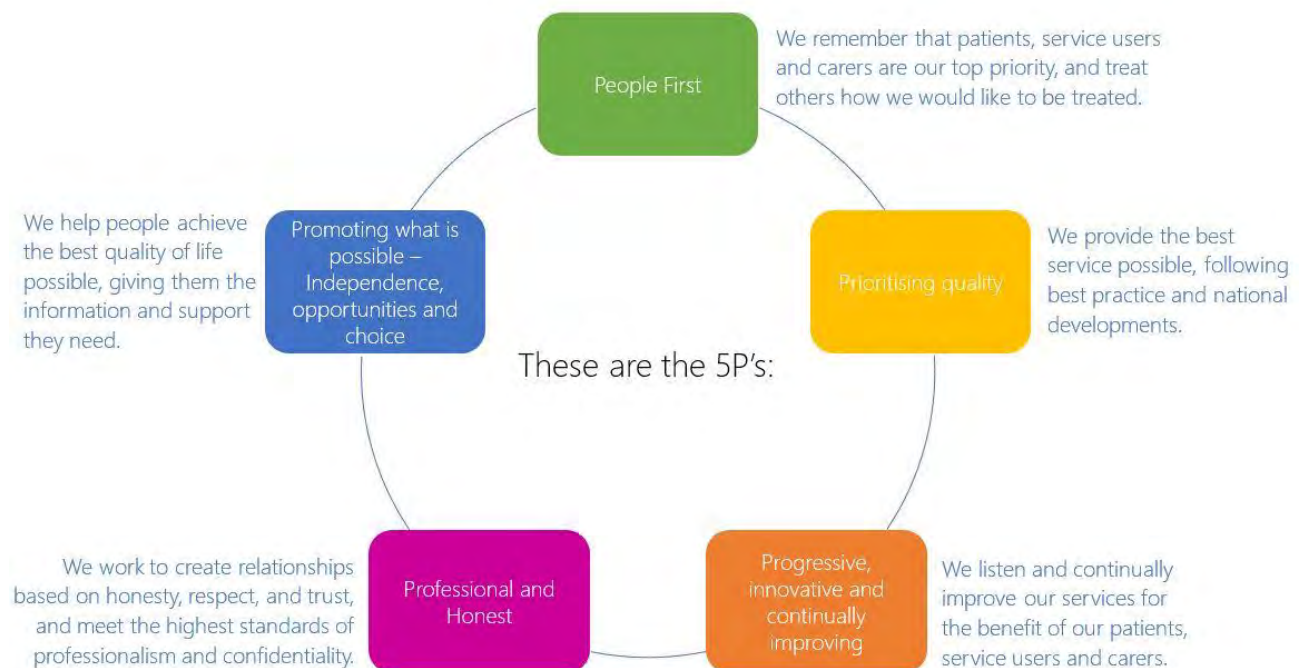 People First
We remember that patients, service users
and carers are our top priority, and treat
others how we would like to be treated.
Prioritising quality
We provide the best
service possible, following
best practice and national
developments.
Progressive,
innovative and
continually
improving
We listen and continually
improve our services for
the benefit of our patients,
service users and carers.
Professional and
Honest
We work to create relationships
based on honesty, respect, and trust,
and meet the highest standards of
professionalism and confidentiality.
Promoting what is
possible –
Independence,
opportunities and
choice
We help people achieve
the best quality of life
possible, giving them the
information and support
they need.
These are the 5P's: